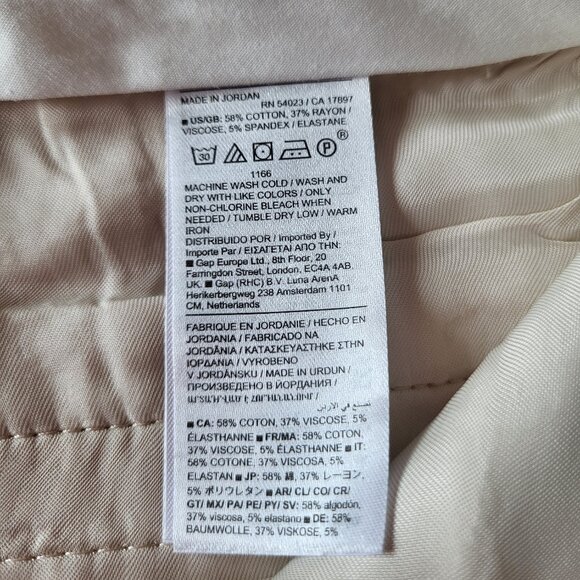 MADE IN JORDAN
RN 54023 / CA 17897
■ US/GB: 58% COTTON, 37% RAYON /
VISCOSE, 5% SPANDEX / ELASTANE
30 P ®
1166
MACHINE WASH COLD / WASH AND
DRY WITH LIKE COLORS / ONLY
NON-CHLORINE BLEACH WHEN
NEEDED / TUMBLE DRY LOW / WARM
IRON
DISTRIBUIDO POR / Imported By /
Importe Par / ΕΙΣΑΓΕΤΑΙ ΑΠΟ ΤΗΝ:
■ Gap Europe Ltd., 8th Floor, 20
Farringdon Street, London, EC4A 4AB.
UK. ■ Gap (RHC) B.V. Luna ArenA
Herikerbergweg 238 Amsterdam 1101
CM, Netherlands
FABRIQUE EN JORDANIE / HECHO EN
JORDANIA / FABRICADO NA
JORDÂNIA / ΚΑΤΑΣΚΕΥΑΣΤΗΚΕ ΣΤΗΝ
ΙΟΡΔΑΝΙΑ / VYROBENO
V JORDÁNSKU / MADE IN URDUN /
ПРОИЗВЕДЕНО В ИОРДАНИИ /
صنع في الأردن
■ CA: 58% COTON, 37% VISCOSE, 5%
ÉLASTHANNE ■ FR/MA: 58% COTON,
37% VISCOSE, 5% ÉLASTHANNE ■ IT:
58% COTONE, 37% VISCOSA, 5%
ELASTAN ■ JP: 58% 綿, 37% レーヨン,
5% ポリウレタン ■ AR/ CL/ CO/ CR/
GT/ MX/ PA/ PE/ PY/ SV: 58% algodon,
37% viscosa, 5% elastano ■ DE: 58%
BAUMWOLLE, 37% VISKOSE, 5%